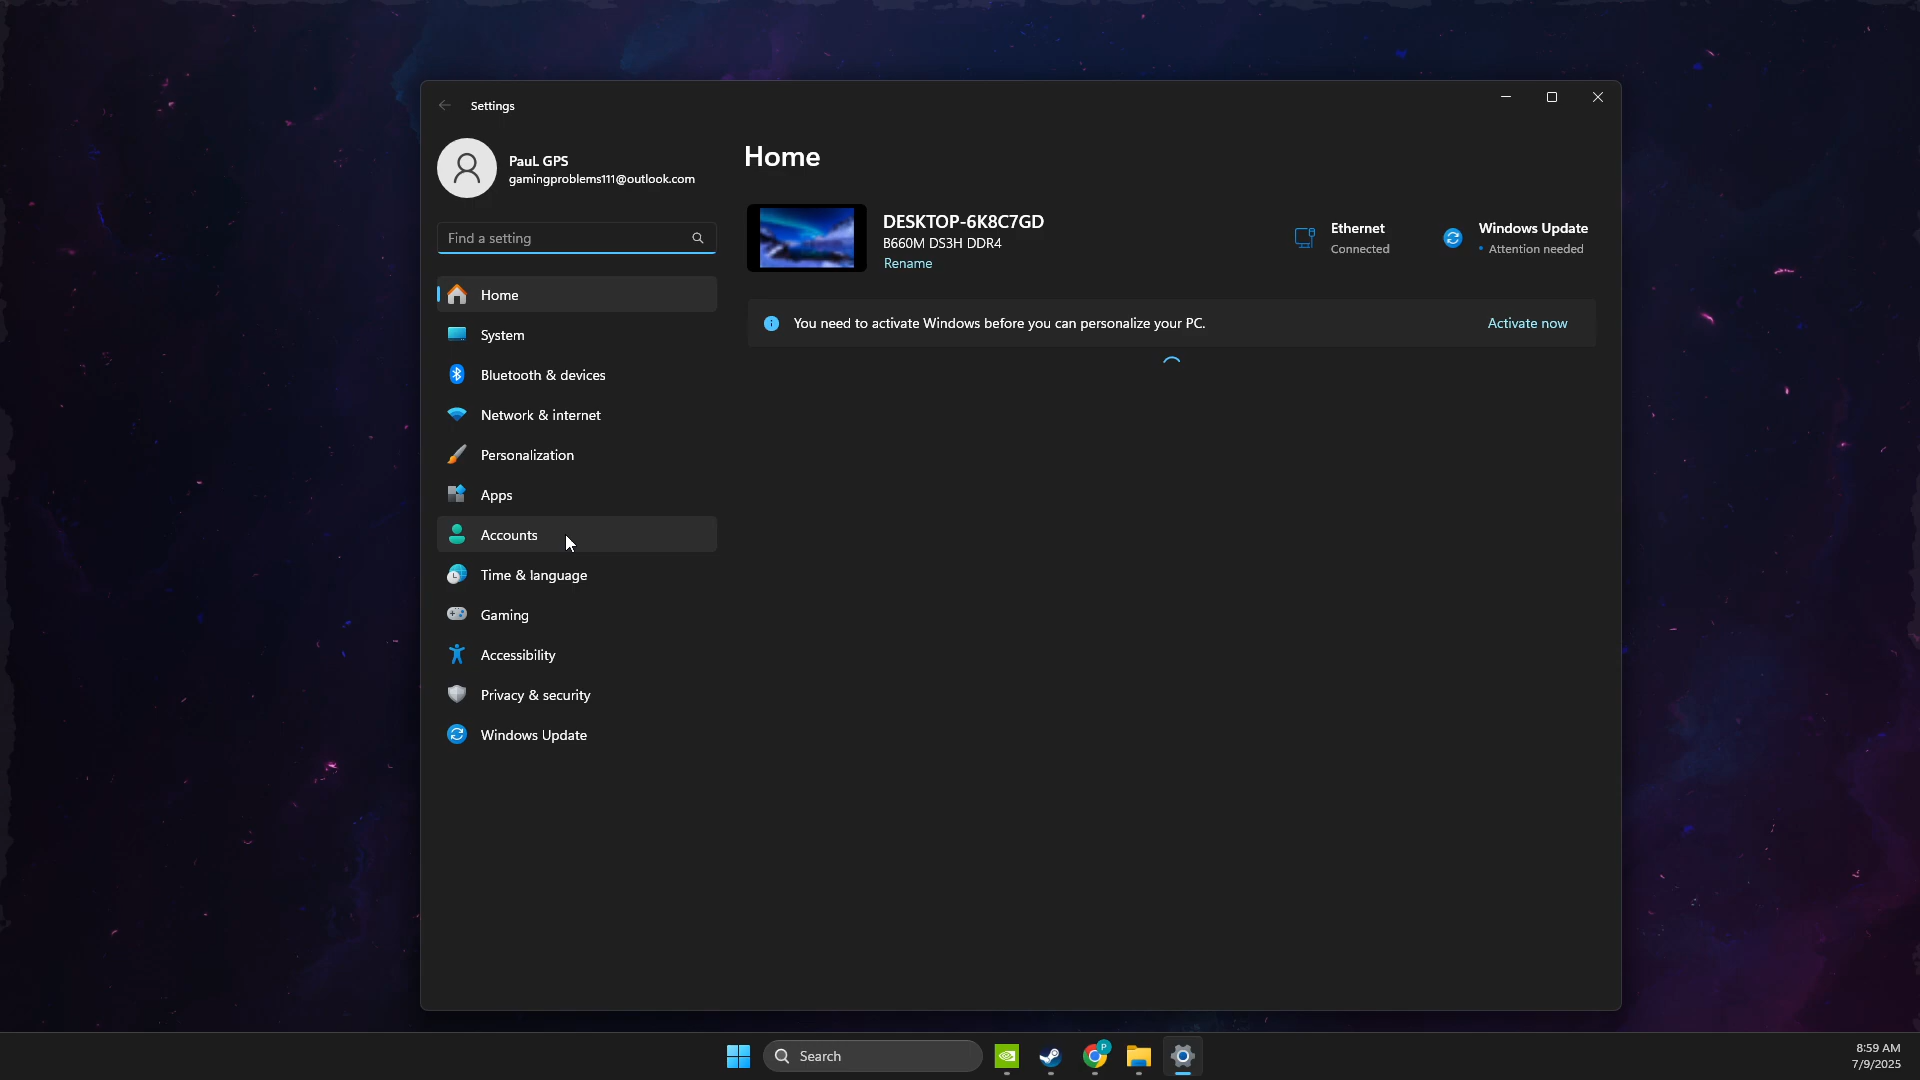 Settings
PauL GPS
gamingproblems111@outlook.com
Find a setting
Home
System
Bluetooth & devices
Network & internet
Personalization
Apps
Accounts
Time & language
Gaming
Accessibility
Privacy & security
Windows Update
Home
DESKTOP-6K8C7GD
B660M DS3H DDR4
Rename
Ethernet
Connected
Windows Update
• Attention needed
You need to activate Windows before you can personalize your PC.
Activate now
Search
P
8:59 AM
7/9/2025